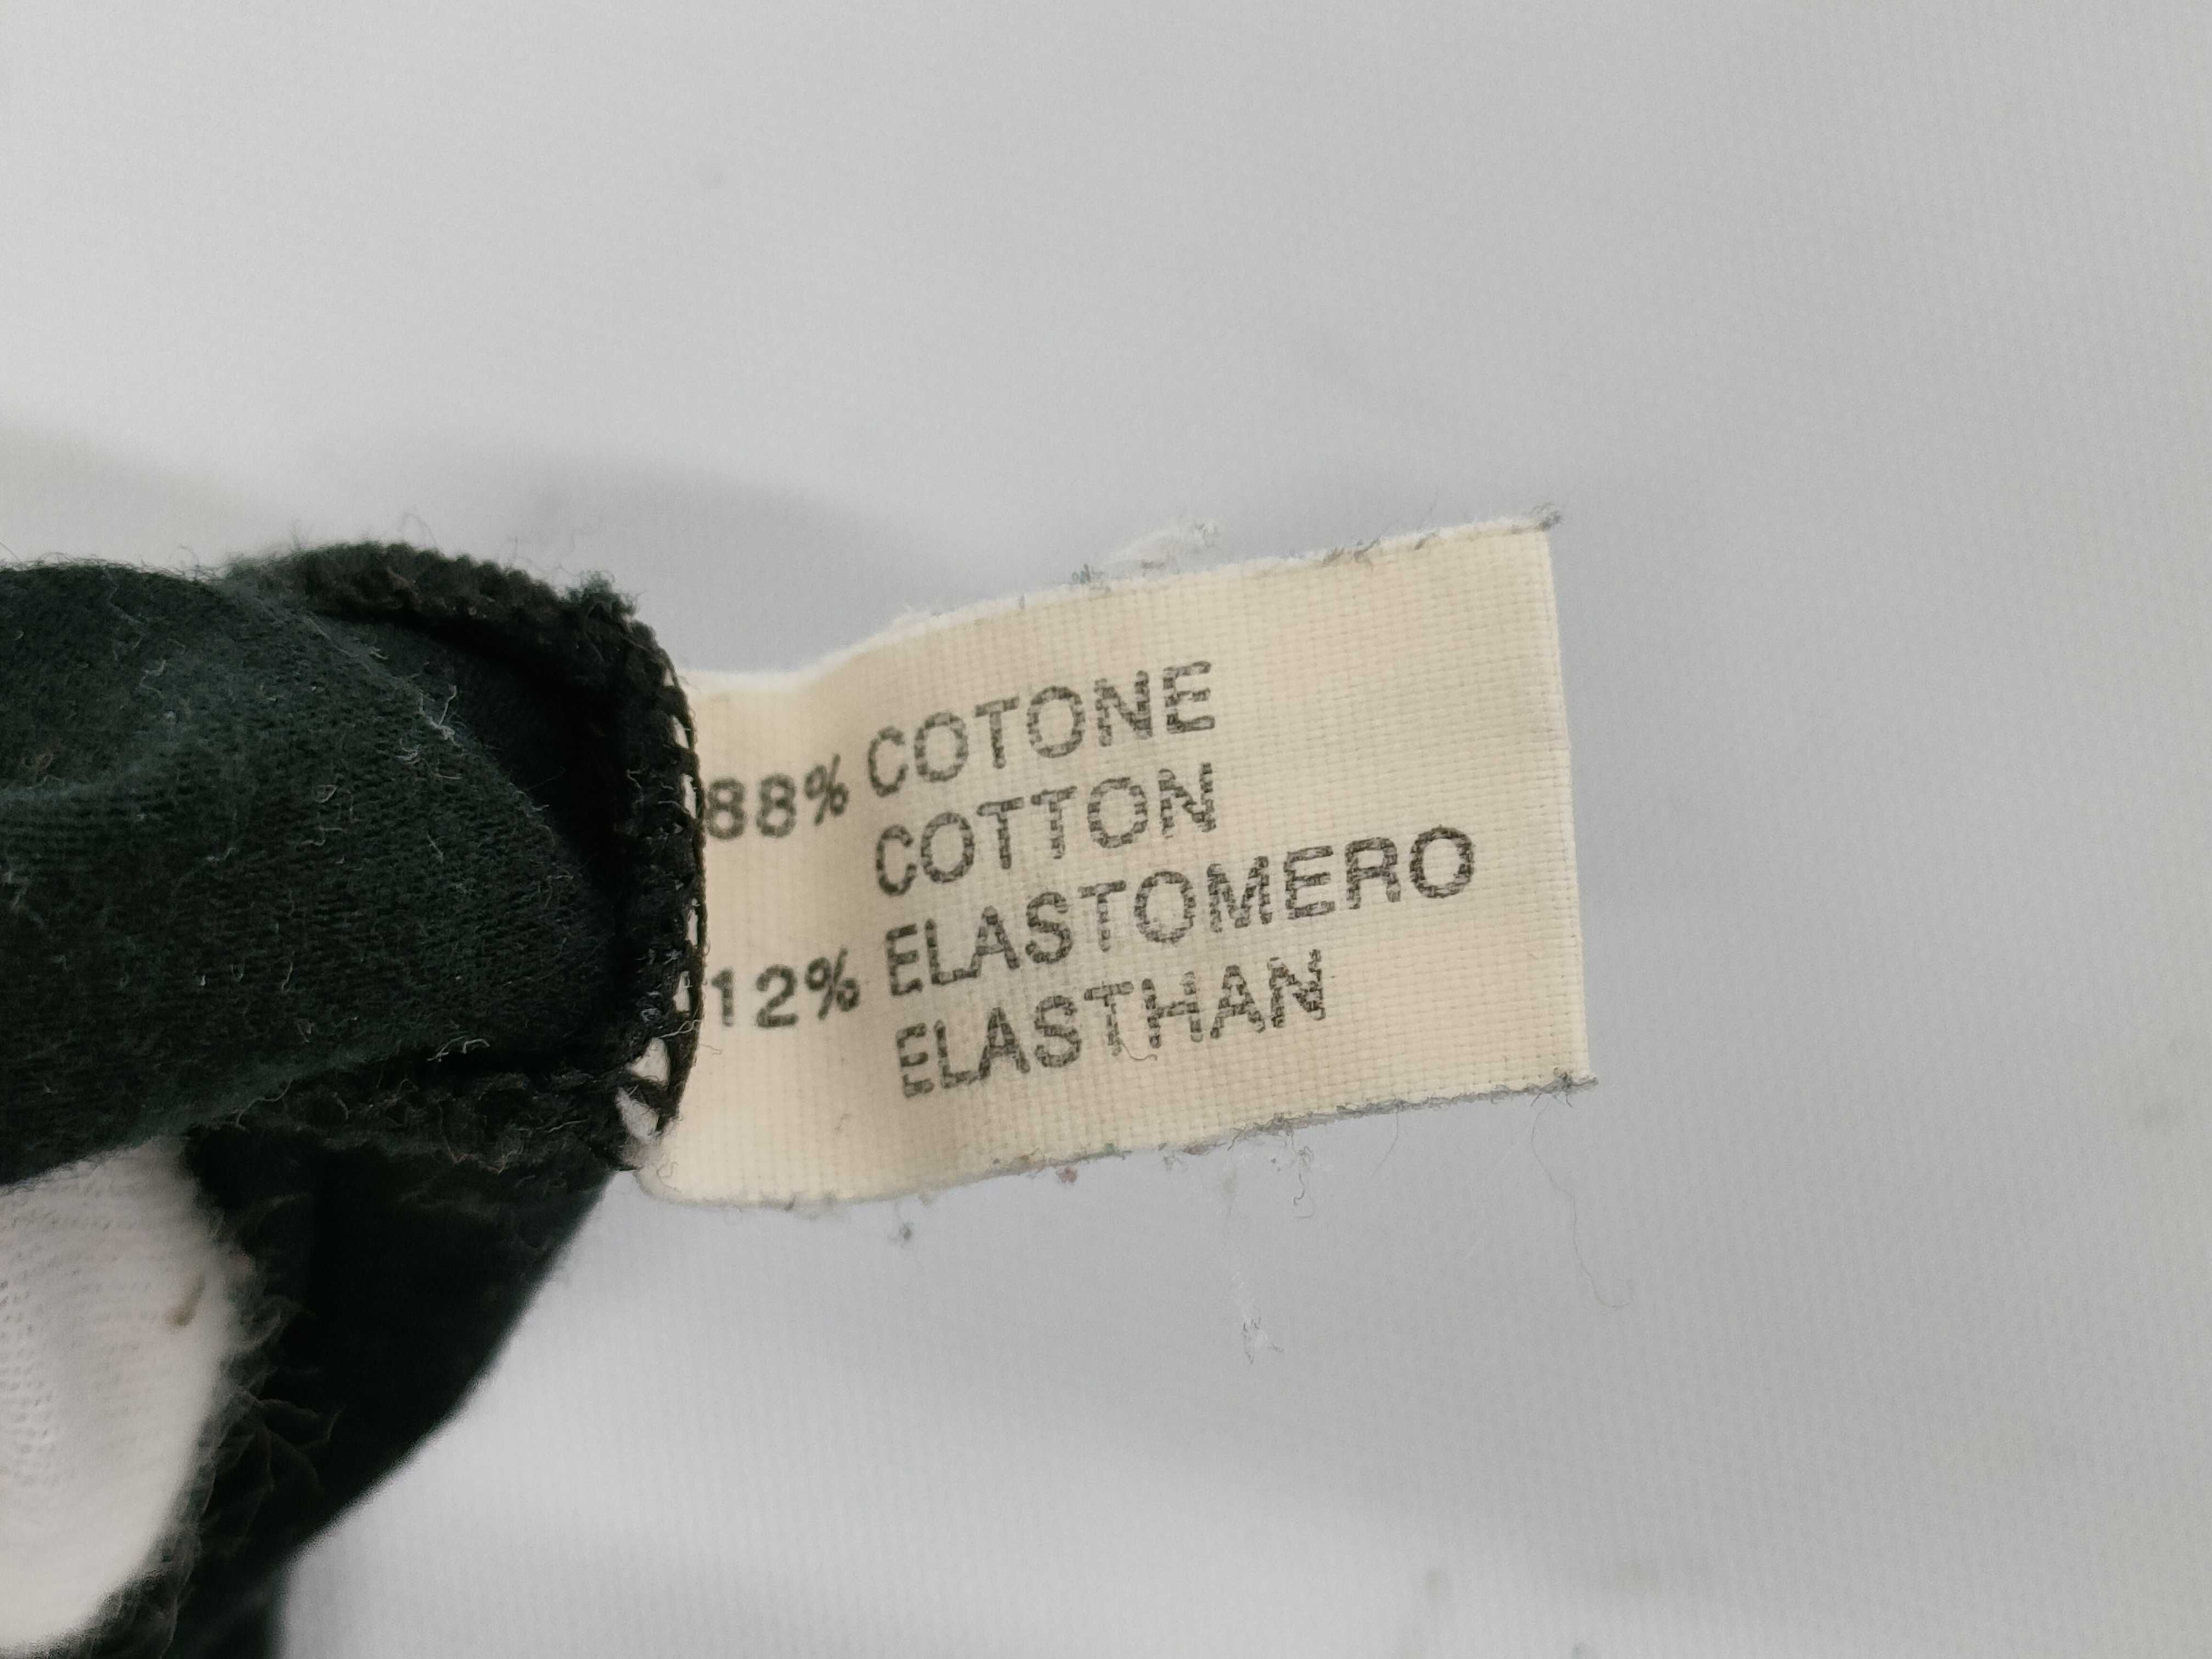 88% COTONE
COTTON
12% ELASTOMERO
ELASTHAN